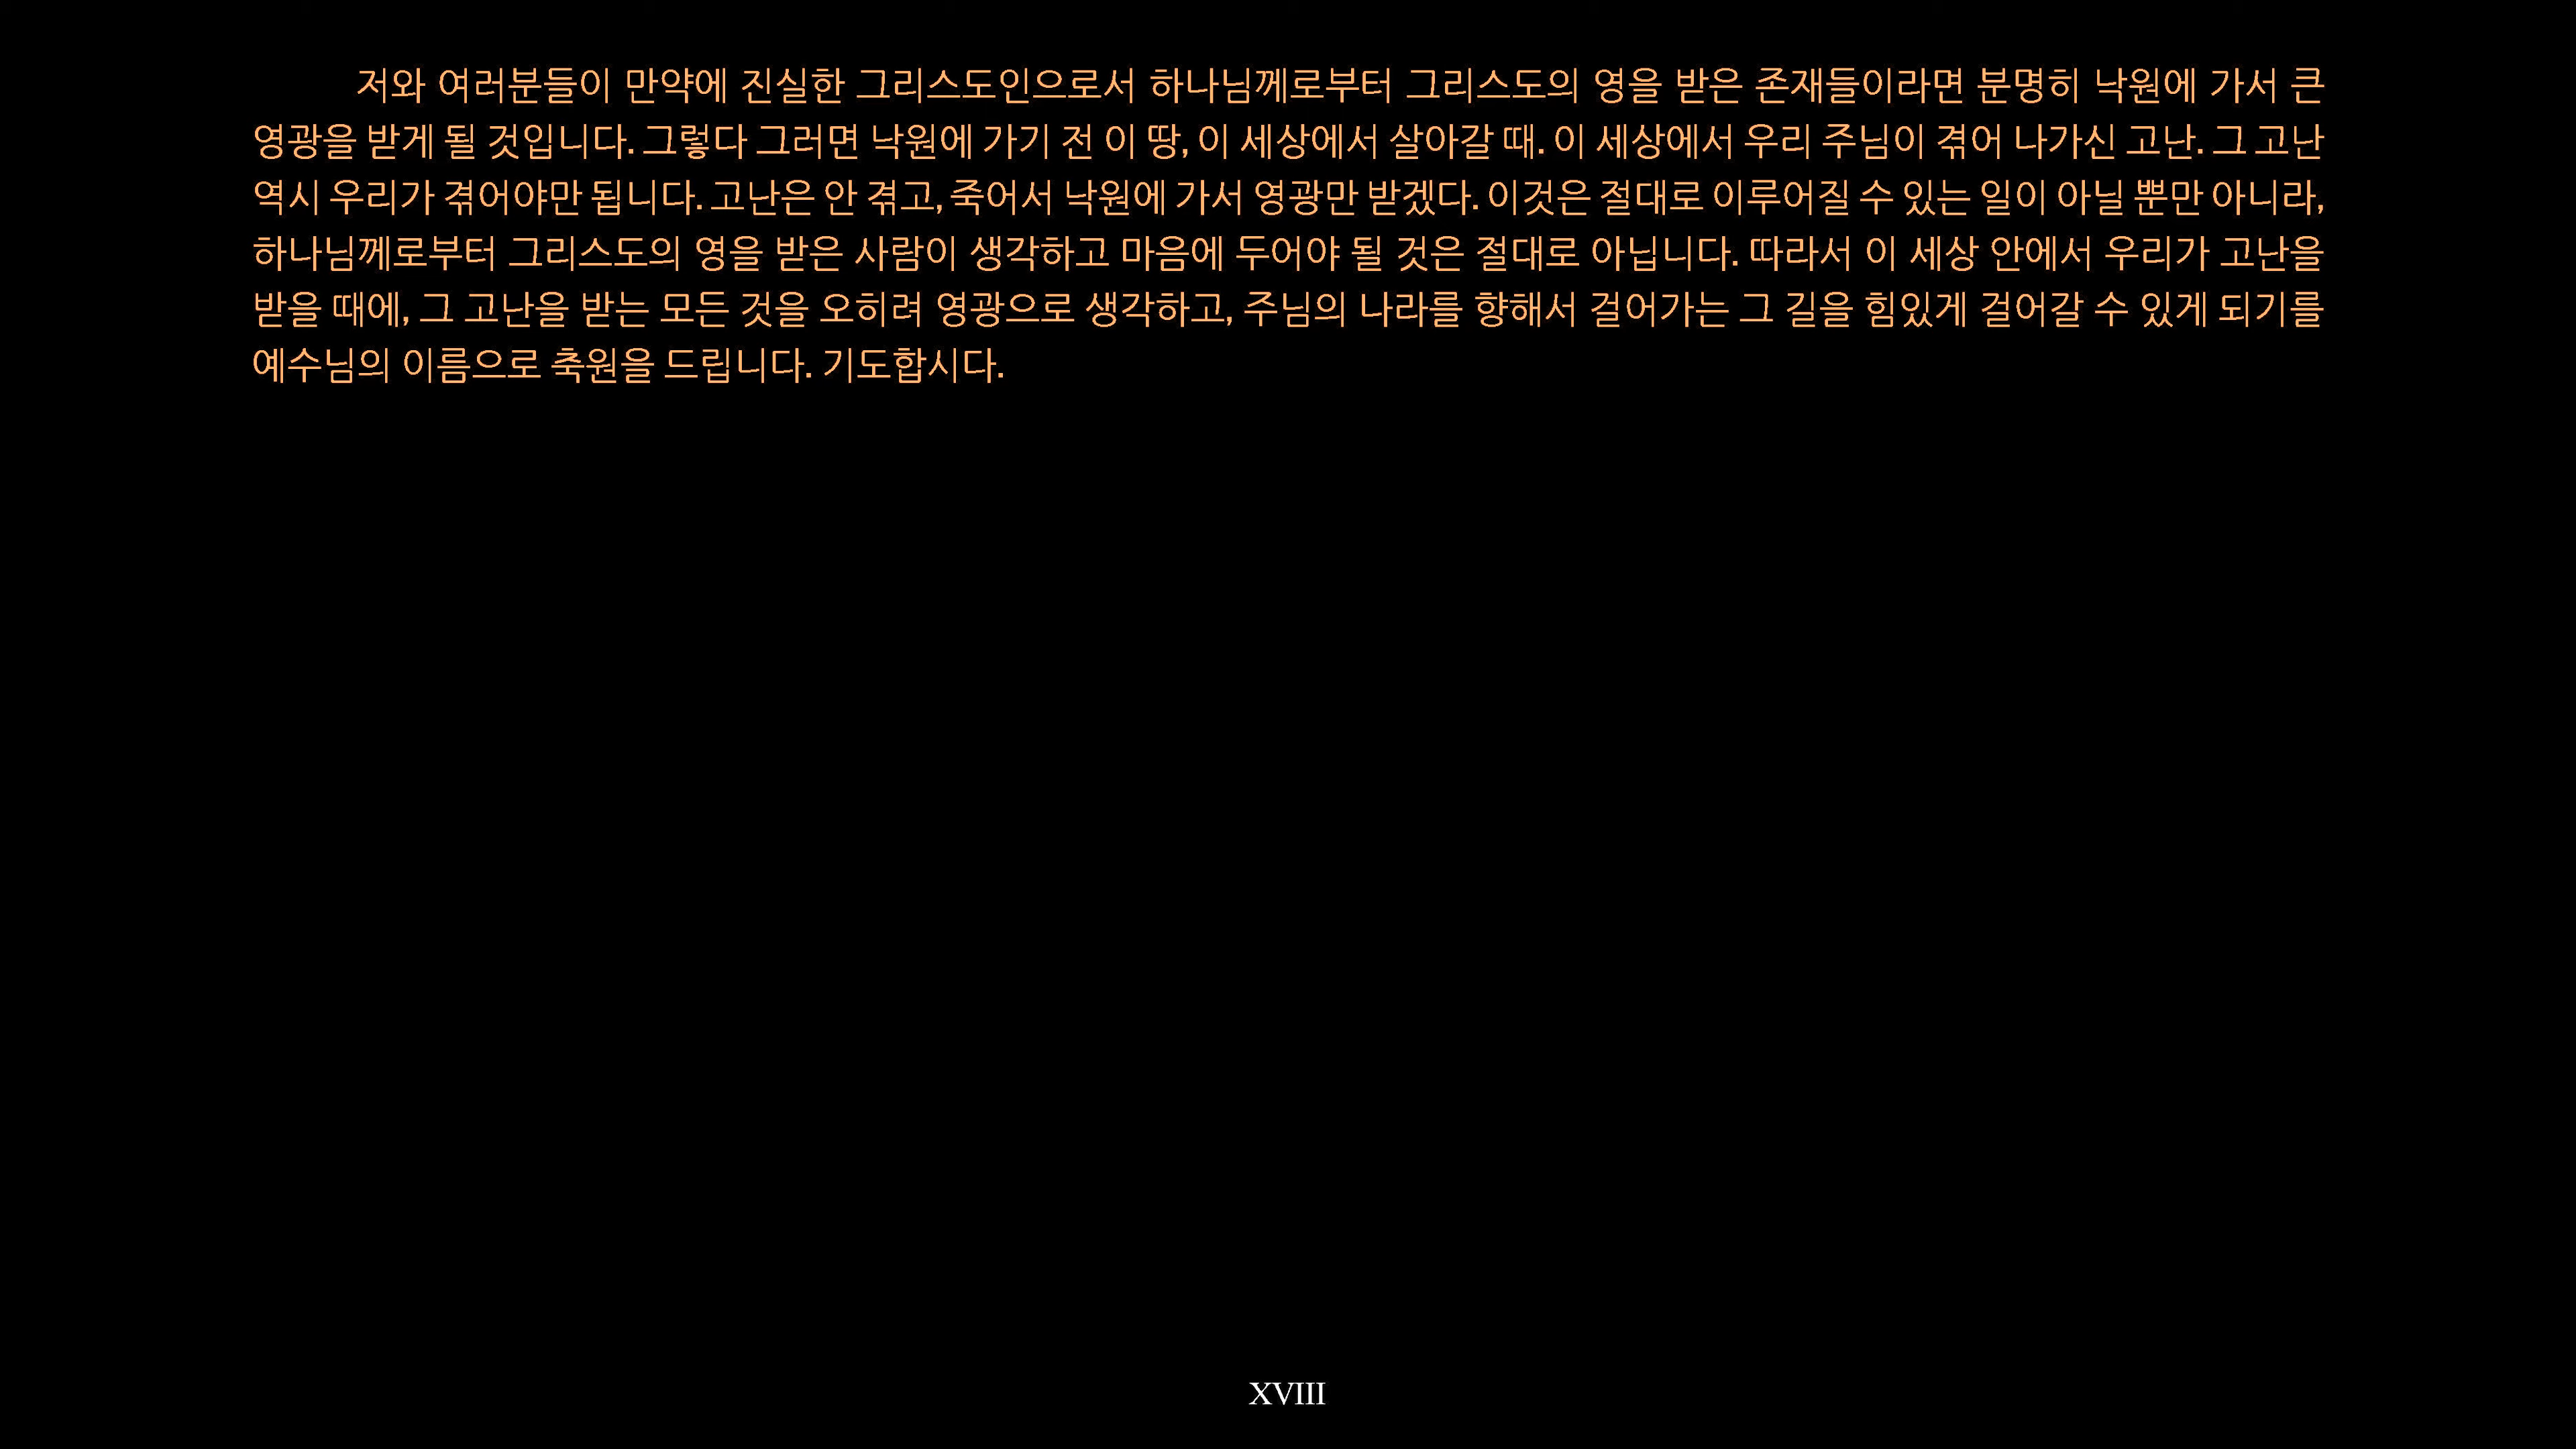 저와 여러분들이 만약에 진실한 그리스도인으로서 하나님께로부터 그리스도의 영을 받은 존재들이라면 분명히 낙원에 가서 큰
영광을 받게 될 것입니다. 그렇다 그러면 낙원에 가기 전 이 땅, 이 세상에서 살아갈 때. 이 세상에서 우리 주님이 겪어 나가신 고난. 그 고난
역시 우리가 겪어야만 됩니다. 고난은 안 겪고, 죽어서 낙원에 가서 영광만 받겠다. 이것은 절대로 이루어질 수 있는 일이 아닐 뿐만 아니라,
하나님께로부터 그리스도의 영을 받은 사람이 생각하고 마음에 두어야 될 것은 절대로 아닙니다. 따라서 이 세상 안에서 우리가 고난을
받을 때에, 그 고난을 받는 모든 것을 오히려 영광으로 생각하고, 주님의 나라를 향해서 걸어가는 그 길을 힘있게 걸어갈 수 있게 되기를
예수님의 이름으로 축원을 드립니다. 기도합시다.
XVIII